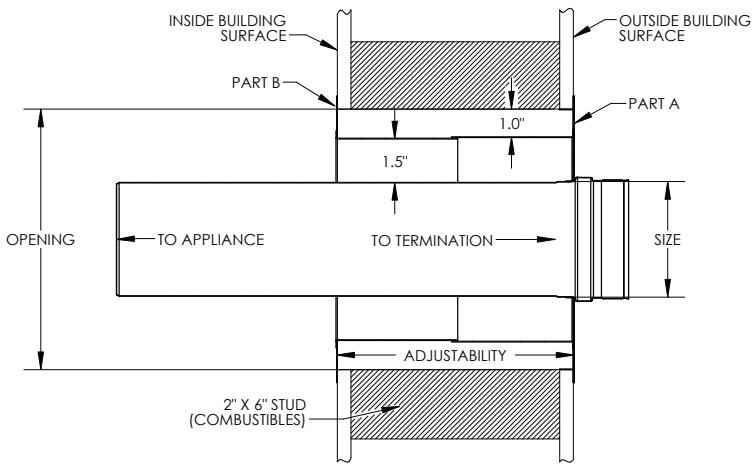 INSIDE BUILDING
SURFACE
OUTSIDE BUILDING
SURFACE
PART B
PART A
1.0"
1.5"
OPENING
TO APPLIANCE
TO TERMINATION
SIZE
ADJUSTABILITY
2" X 6" STUD
(COMBUSTIBLES)